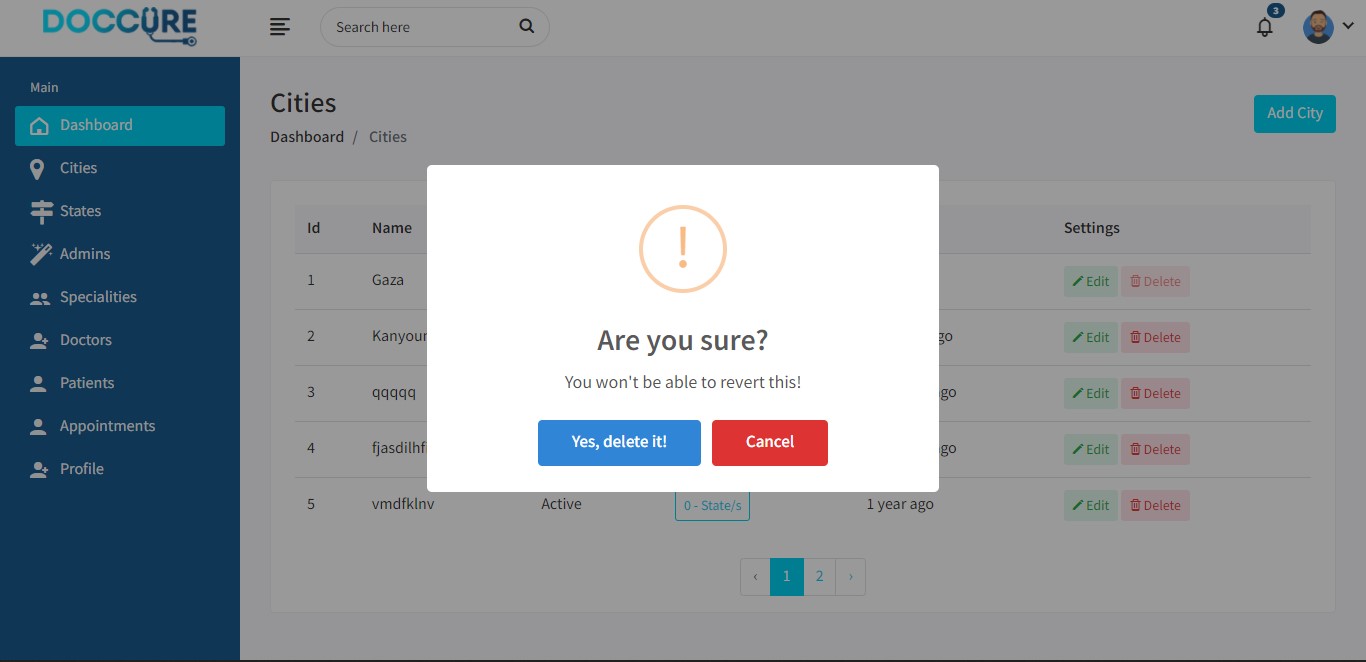 DOCCURE
Search here
3
Main
Dashboard
Cities
States
Admins
Specialities
Doctors
Patients
Appointments
Profile
Cities
Dashboard / Cities
Add City
Id Name Settings
1 Gaza Edit Delete
2 Edit Delete
3 qqqqq ago Edit Delete
4 ago Edit Delete
5 vmdfklnv Active 0 - State/s 1 year ago Edit Delete
‹ 1 2 ›
!
Are you sure?
You won't be able to revert this!
Yes, delete it!
Cancel